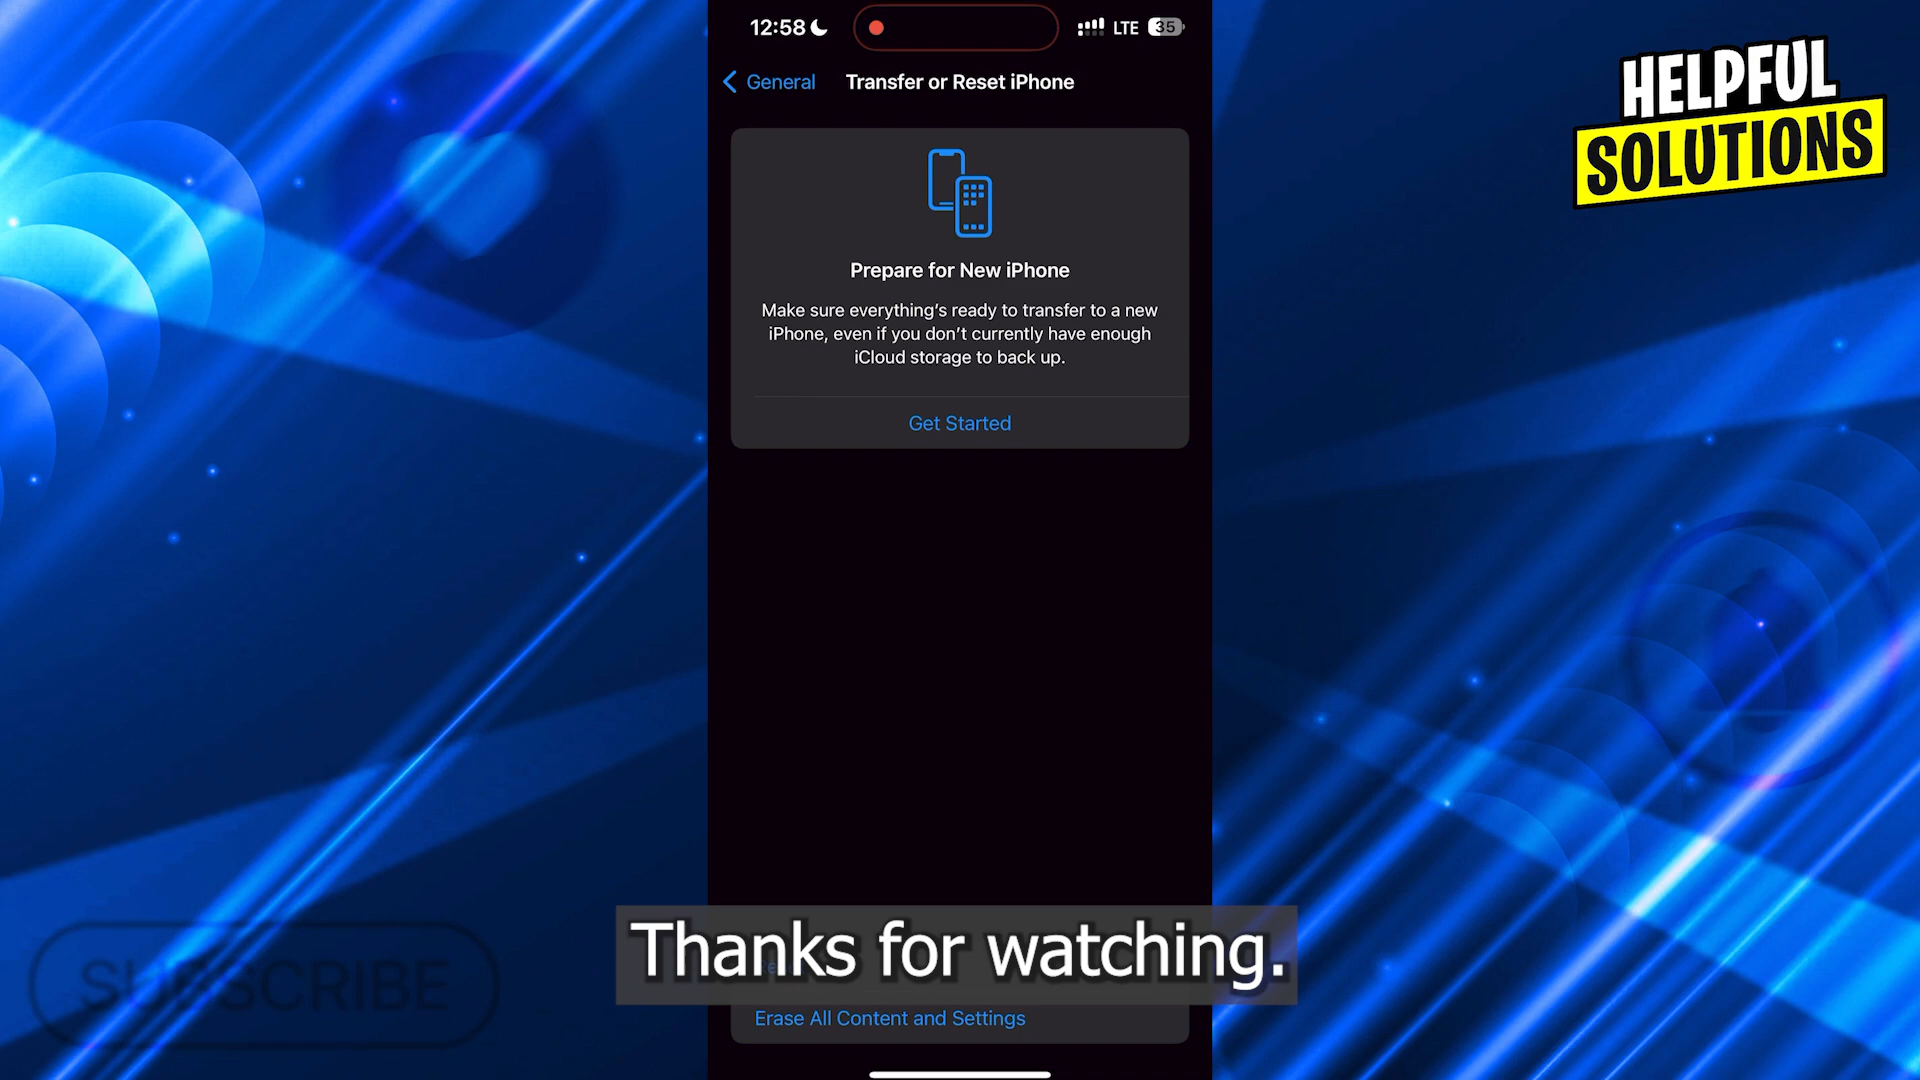 12:58
LTE
35
General
Transfer or Reset iPhone
HELPFUL
SOLUTIONS
Prepare for New iPhone
Make sure everything's ready to transfer to a new
iPhone, even if you don't currently have enough
iCloud storage to back up.
Get Started
Thanks for watching.
SUBSCRIBE
Erase All Content and Settings